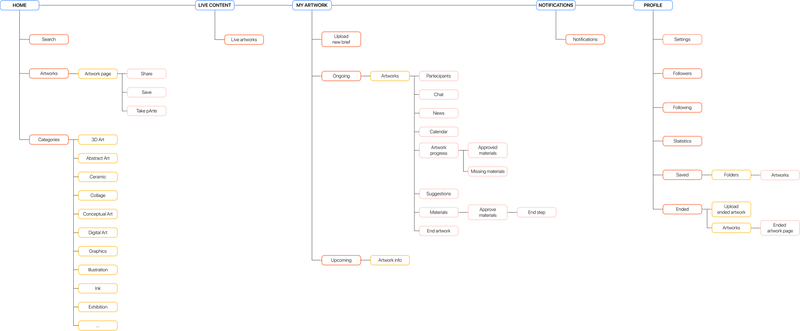 HOME
LIVE CONTENT
MY ARTWORK
NOTIFICATIONS
PROFILE
Search
Artworks
Artwork page
Share
Save
Take pArte
Categories
3D Art
Abstract Art
Ceramic
Collage
Conceptual Art
Digital Art
Graphics
Illustration
Ink
Exhibition
...
Live artworks
Upload
new brief
Ongoing
Artworks
Partecipants
Chat
News
Calendar
Artwork
progress
Approved
materials
Missing materials
Suggestions
Materials
Approve
materials
End step
End artwork
Upcoming
Artwork info
Notifications
Settings
Followers
Following
Statistics
Saved
Folders
Artworks
Ended
Upload
ended artwork
Artworks
Ended
artwork page